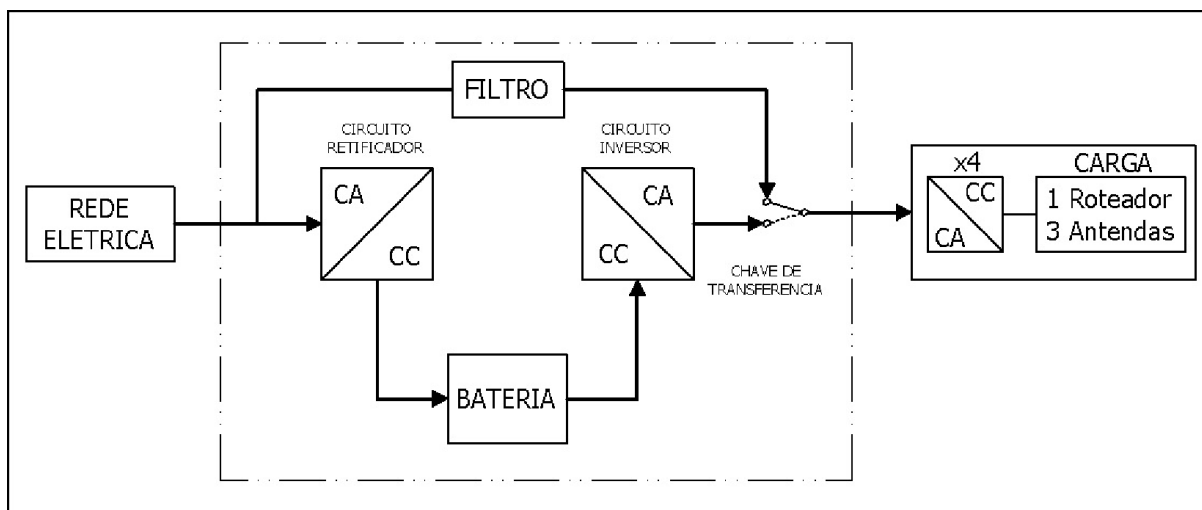 FILTRO
CIRCUITO
RETIFICADOR
CIRCUITO
INVERSOR
CA
CC
CA
CC
REDE
ELETRICA
CHAVE DE
TRANSFERENCIA
BATERIA
x4
CC
CA
CARGA
1 Roteador
3 Antendas